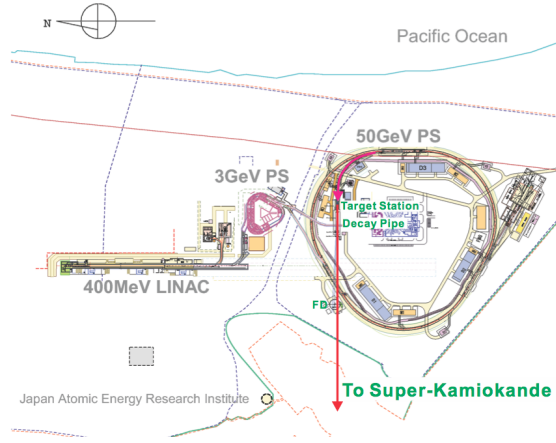 N
Pacific Ocean
50GeV PS
3GeV PS
D3
Target Station
Decay Pipe
400MeV LINAC
FD
To Super-Kamiokande
Japan Atomic Energy Research Institute